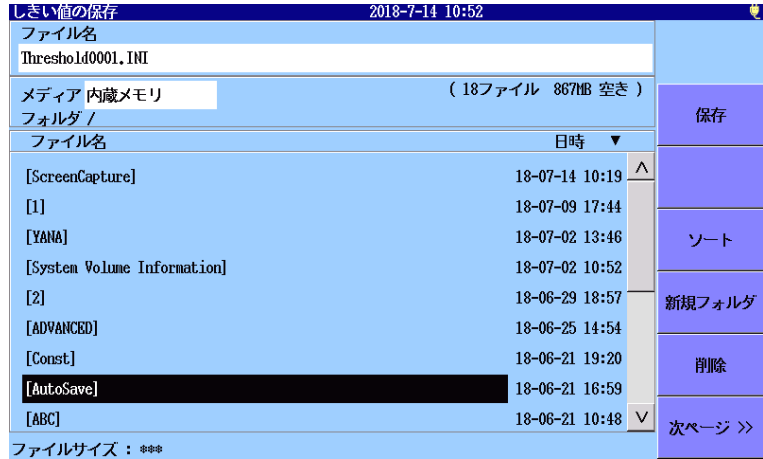 しきい値の保存 2018-7-14 10:52
ファイル名
Threshold0001.INI
メディア 内蔵メモリ ( 18ファイル 867MB 空き )
フォルダ /
ファイル名 日時 ▼
[ScreenCapture] 18-07-14 10:19
[1] 18-07-09 17:44
[YANA] 18-07-02 13:46
[System Volume Information] 18-07-02 10:52
[2] 18-06-29 18:57
[ADVANCED] 18-06-25 14:54
[Const] 18-06-21 19:20
[AutoSave] 18-06-21 16:59
[ABC] 18-06-21 10:48
ファイルサイズ : ***
保存
ソート
新規フォルダ
削除
次ページ >>